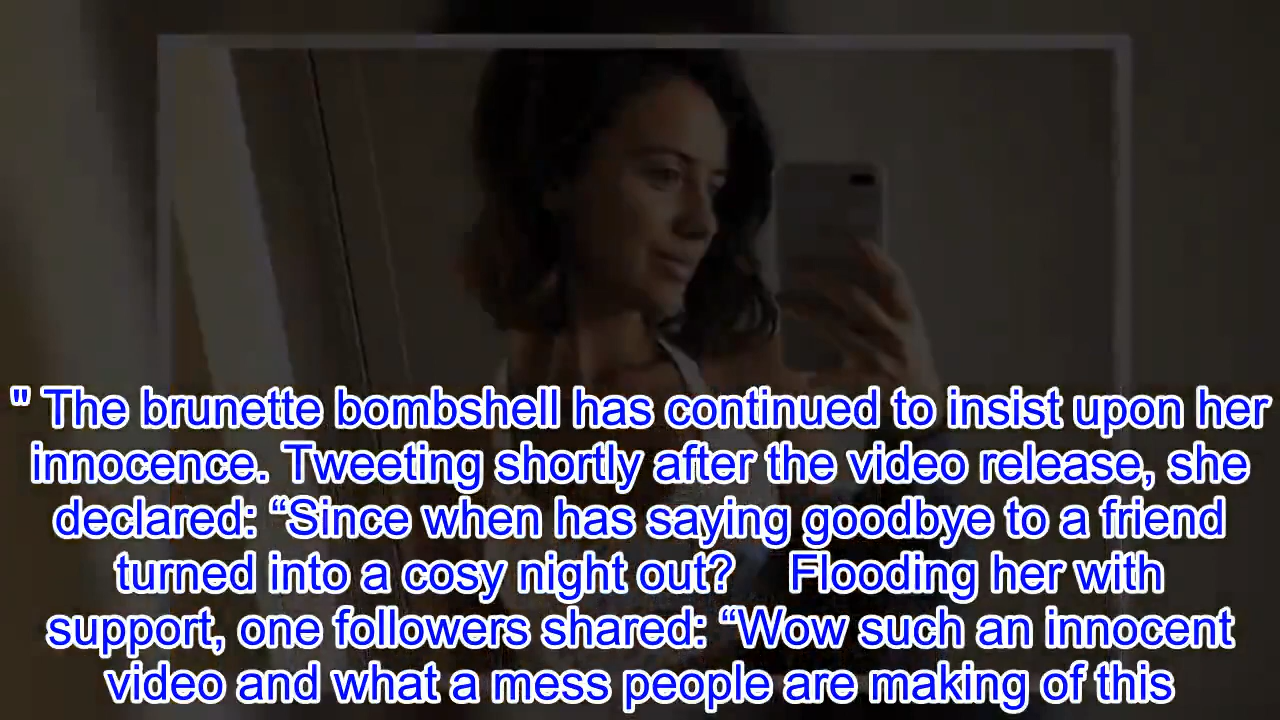 " The brunette bombshell has continued to insist upon her
innocence. Tweeting shortly after the video release, she
declared: “Since when has saying goodbye to a friend
turned into a cosy night out? Flooding her with
support, one followers shared: “Wow such an innocent
video and what a mess people are making of this